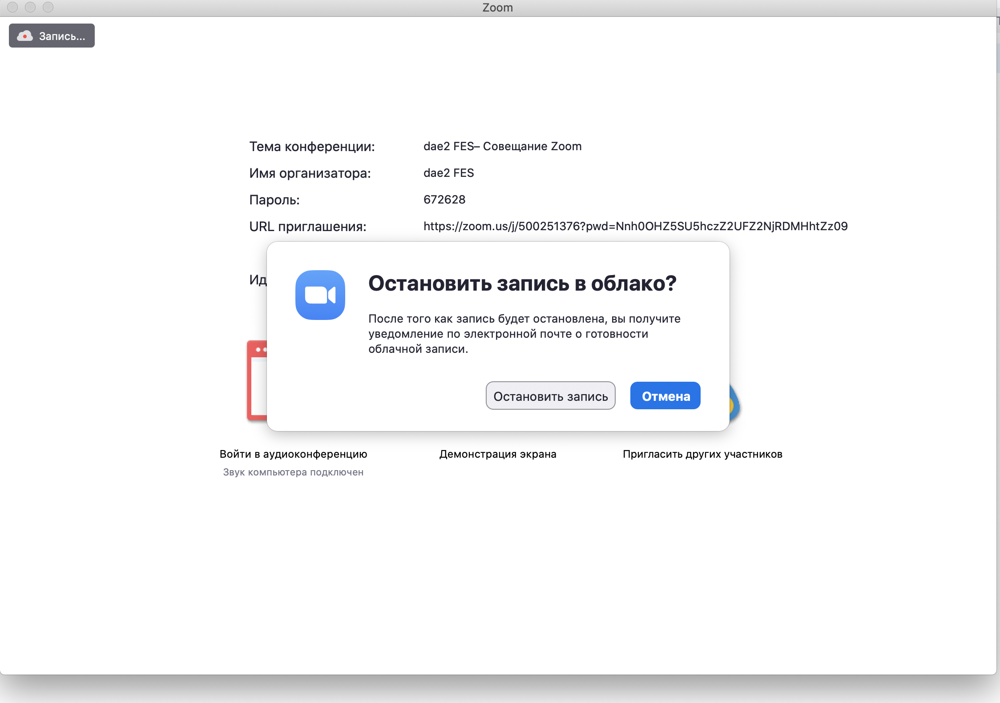 Zoom
Запись...
Тема конференции: dae2 FES– Совещание Zoom
Имя организатора: dae2 FES
Пароль: 672628
URL приглашения: https://zoom.us/j/500251376?pwd=Nnh0OHZ5SU5hczZ2UFZ2NjRDMHhtZz09
Остановить запись в облако?
После того как запись будет остановлена, вы получите
уведомление по электронной почте о готовности
облачной записи.
Остановить запись Отмена
Войти в аудиоконференцию Демонстрация экрана Пригласить других участников
Звук компьютера подключен